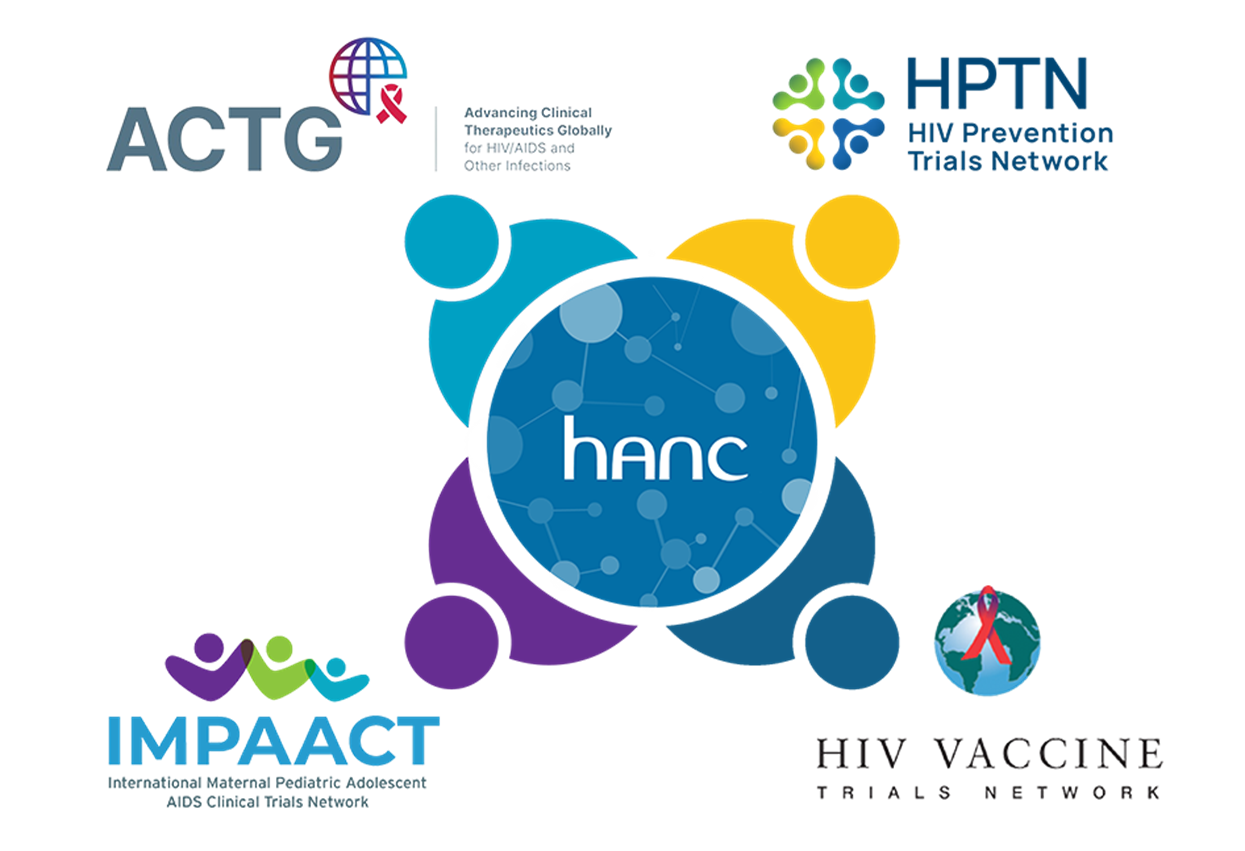 ACTG
Advancing Clinical
Therapeutics Globally
for HIV/AIDS and
Other Infections
HPTN
HIV Prevention
Trials Network
hanc
IMPAACT
International Maternal Pediatric Adolescent
AIDS Clinical Trials Network
HIV VACCINE
TRIALS NETWORK